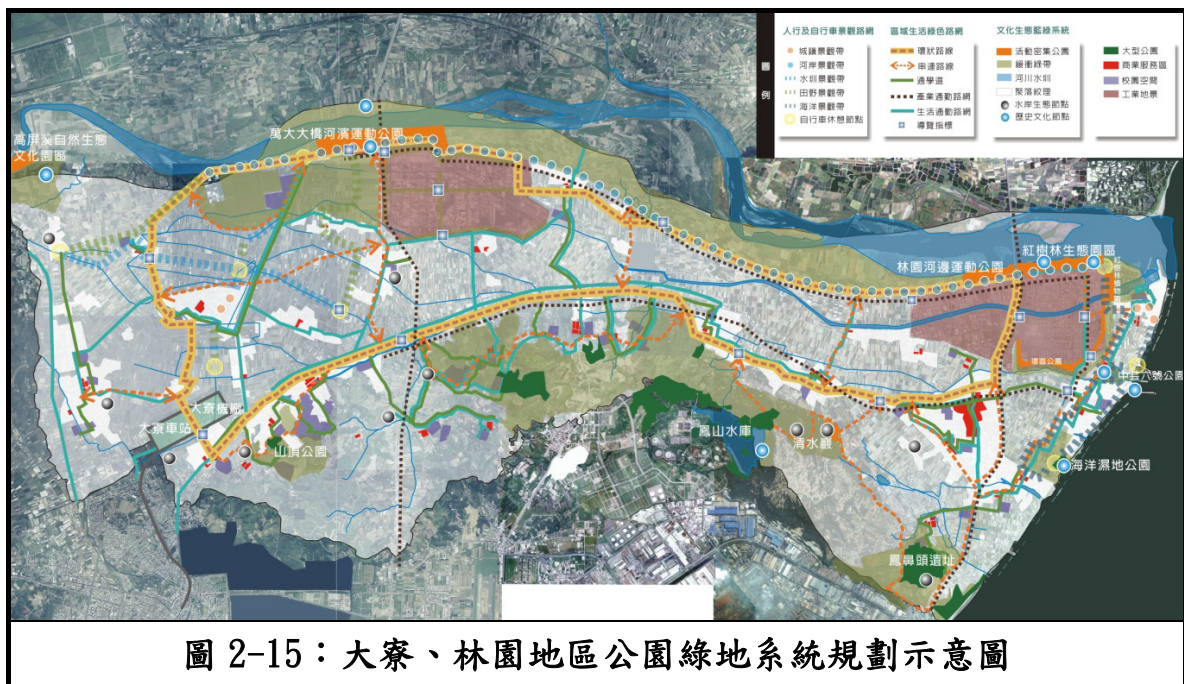 圖例
人行及自行車景觀路網
城鎮景觀帶
河岸景觀帶
水圳景觀帶
田野景觀帶
海洋景觀帶
自行車休憩節點
區域生活綠色路網
環狀路線
串連路線
通學道
產業通勤路網
生活通勤路網
導覽指標
文化生態藍綠系統
活動密集公園
緩衝綠帶
河川水圳
聚落紋理
水岸生態節點
歷史文化節點
大型公園
商業服務區
校園空間
工業地景
高屏溪自然生態
文化園區
萬大大橋河濱運動公園
林園河邊運動公園
紅樹林生態園區
環區公園
中芸六號公園
大寮機廠
大寮車站
山頂公園
鳳山水庫
清水巖
海洋濕地公園
鳳鼻頭遺址
圖 2-15：大寮、林園地區公園綠地系統規劃示意圖